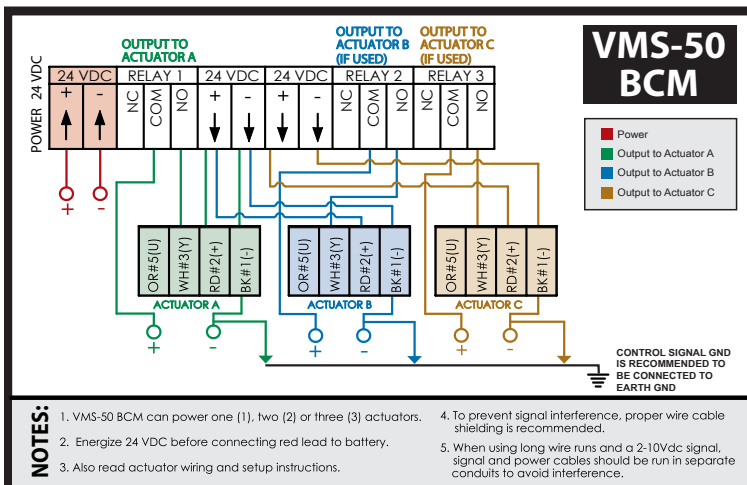 OUTPUT TO
ACTUATOR A
OUTPUT TO
ACTUATOR B
(IF USED)
OUTPUT TO
ACTUATOR C
(IF USED)
VMS-50
BCM
POWER 24 VDC
24 VDC
RELAY 1
24 VDC
24 VDC
RELAY 2
RELAY 3
+ -
NC COM NO
+ -
+ -
NC COM NO
NC COM NO
Power
Output to Actuator A
Output to Actuator B
Output to Actuator C
+ -
OR#5(U) WH#3(Y) RD#2(+) BK#1(-)
OR#5(U) WH#3(Y) RD#2(+) BK#1(-)
OR#5(U) WH#3(Y) RD#2(+) BK#1(-)
ACTUATOR A
ACTUATOR B
ACTUATOR C
+ -
+ -
+ -
CONTROL SIGNAL GND
IS RECOMMENDED TO
BE CONNECTED TO
EARTH GND
NOTES:
1. VMS-50 BCM can power one (1), two (2) or three (3) actuators.
2. Energize 24 VDC before connecting red lead to battery.
3. Also read actuator wiring and setup instructions.
4. To prevent signal interference, proper wire cable
shielding is recommended.
5. When using long wire runs and a 2-10Vdc signal,
signal and power cables should be run in separate
conduits to avoid interference.